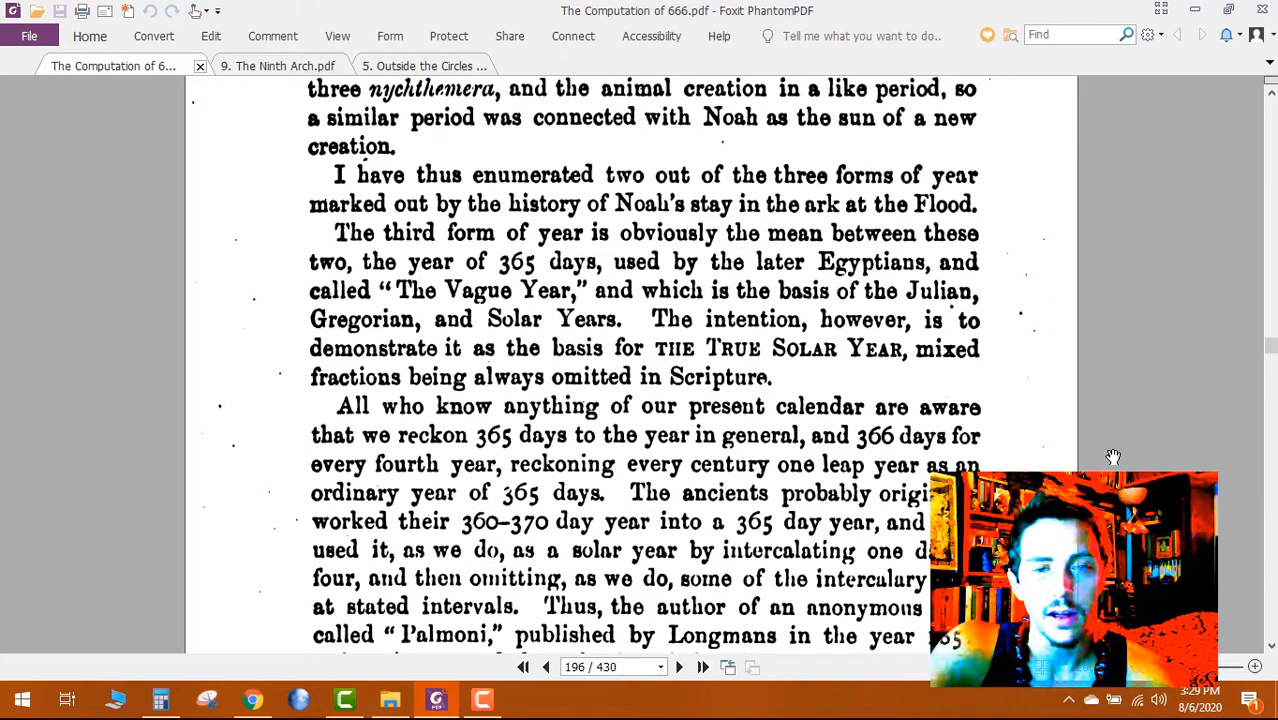 The Computation of 666.pdf - Foxit PhantomPDF
File Home Convert Edit Comment View Form Protect Share Connect Accessibility Help Tell me what you want to do.. Find
The Computation of 6... 9. The Ninth Arch.pdf 5. Outside the Circles ...
three nychthemera, and the animal creation in a like period, so
a similar period was connected with Noah as the sun of a new
creation.
I have thus enumerated two out of the three forms of year
marked out by the history of Noah's stay in the ark at the Flood.
The third form of year is obviously the mean between these
two, the year of 365 days, used by the later Egyptians, and
called "The Vague Year," and which is the basis of the Julian,
Gregorian, and Solar Years. The intention, however, is to
demonstrate it as the basis for THE TRUE SOLAR YEAR, mixed
fractions being always omitted in Scripture.
All who know anything of our present calendar are aware
that we reckon 365 days to the year in general, and 366 days for
every fourth year, reckoning every century one leap year as an
ordinary year of 365 days. The ancients probably
worked their 360-370 day year into a 365 day year, and
used it, as we do, as a solar year by intercalating one
four, and then omitting, as we do, some of the intercalary
at stated intervals. Thus, the author of an anonymous
called "Palmoni," published by Longmans in the year
196 / 430
3:29 PM
8/6/2020